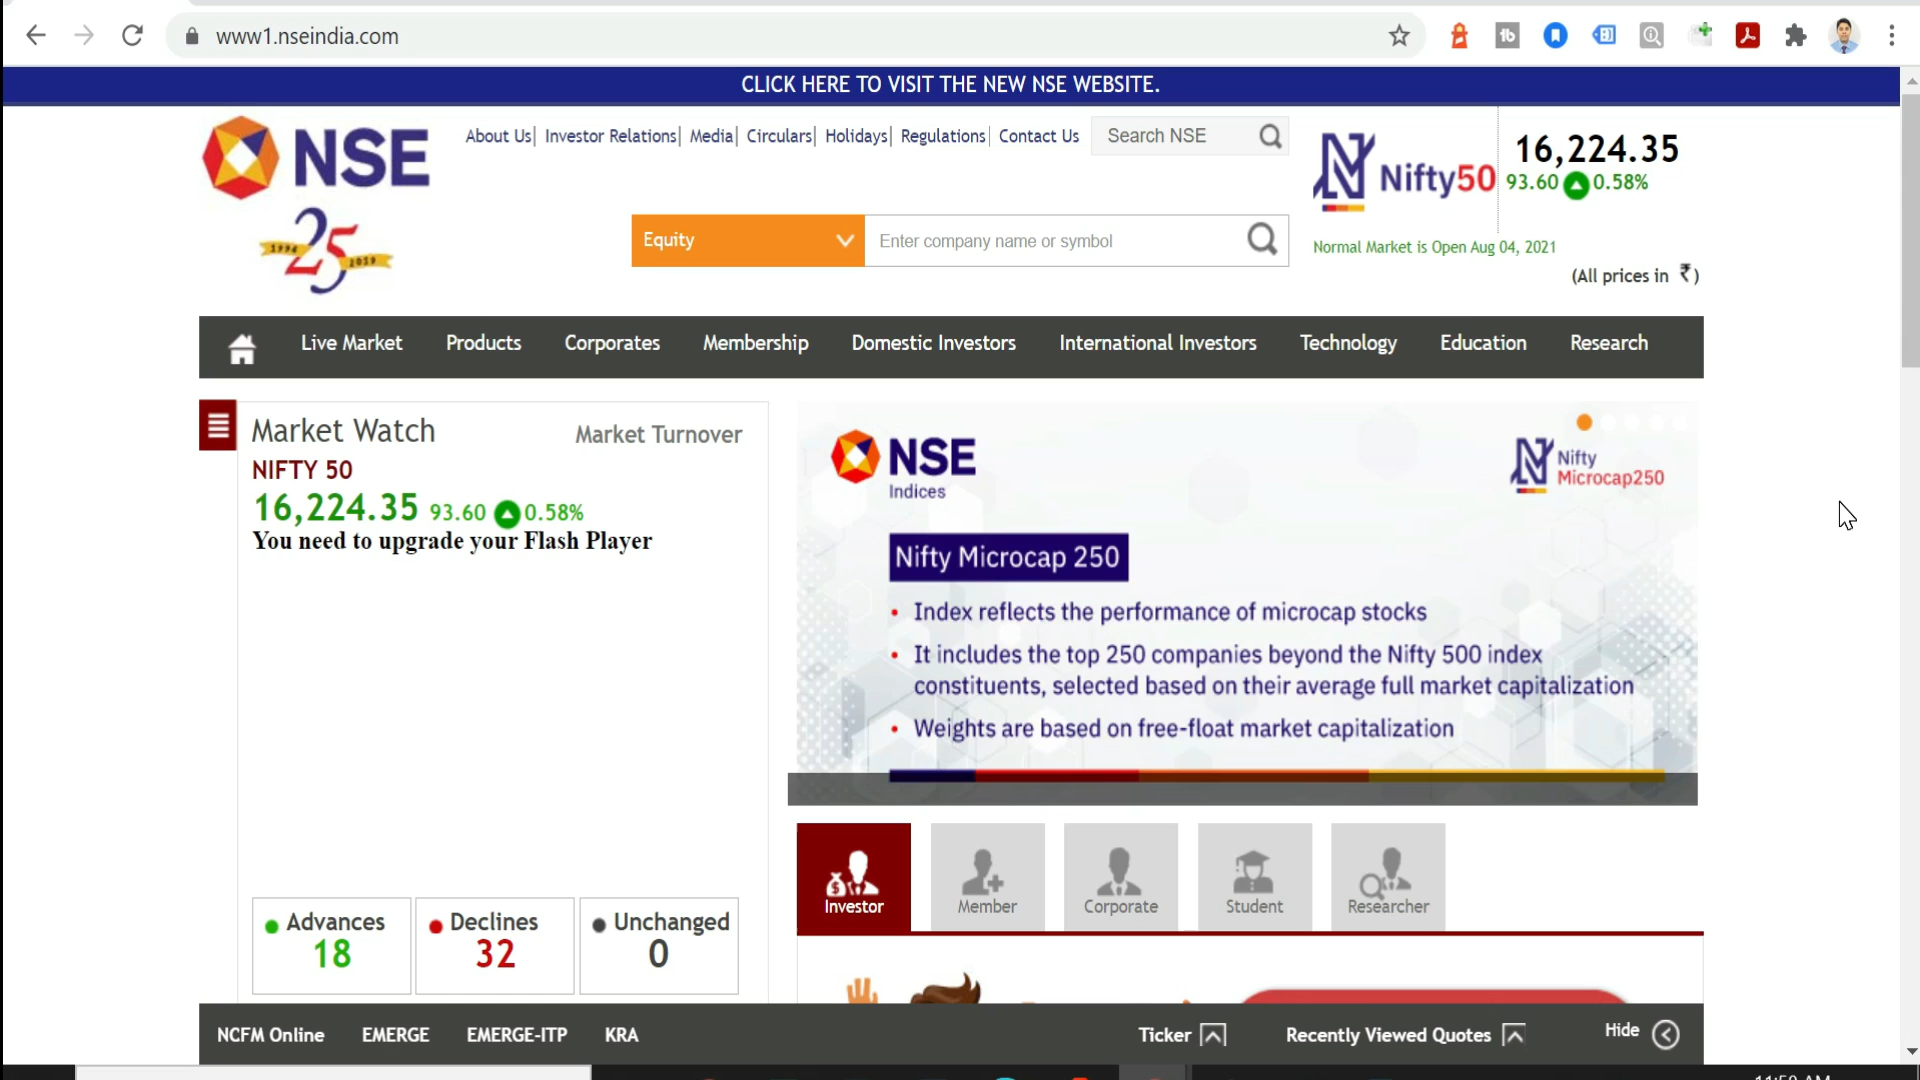 www1.nseindia.com
CLICK HERE TO VISIT THE NEW NSE WEBSITE.
NSE
1994 25 2019
About Us| Investor Relations| Media| Circulars| Holidays| Regulations| Contact Us
Search NSE
Nifty50
16,224.35
93.60 0.58%
Equity
Enter company name or symbol
Normal Market is Open Aug 04, 2021
(All prices in ₹)
Live Market Products Corporates Membership Domestic Investors International Investors Technology Education Research
Market Watch
Market Turnover
NIFTY 50
16,224.35 93.60 0.58%
You need to upgrade your Flash Player
NSE
Indices
Nifty
Microcap250
Nifty Microcap 250
• Index reflects the performance of microcap stocks
• It includes the top 250 companies beyond the Nifty 500 index
constituents, selected based on their average full market capitalization
• Weights are based on free-float market capitalization
Investor
Member
Corporate
Student
Researcher
Advances
18
Declines
32
Unchanged
0
NCFM Online EMERGE EMERGE-ITP KRA Ticker Recently Viewed Quotes Hide